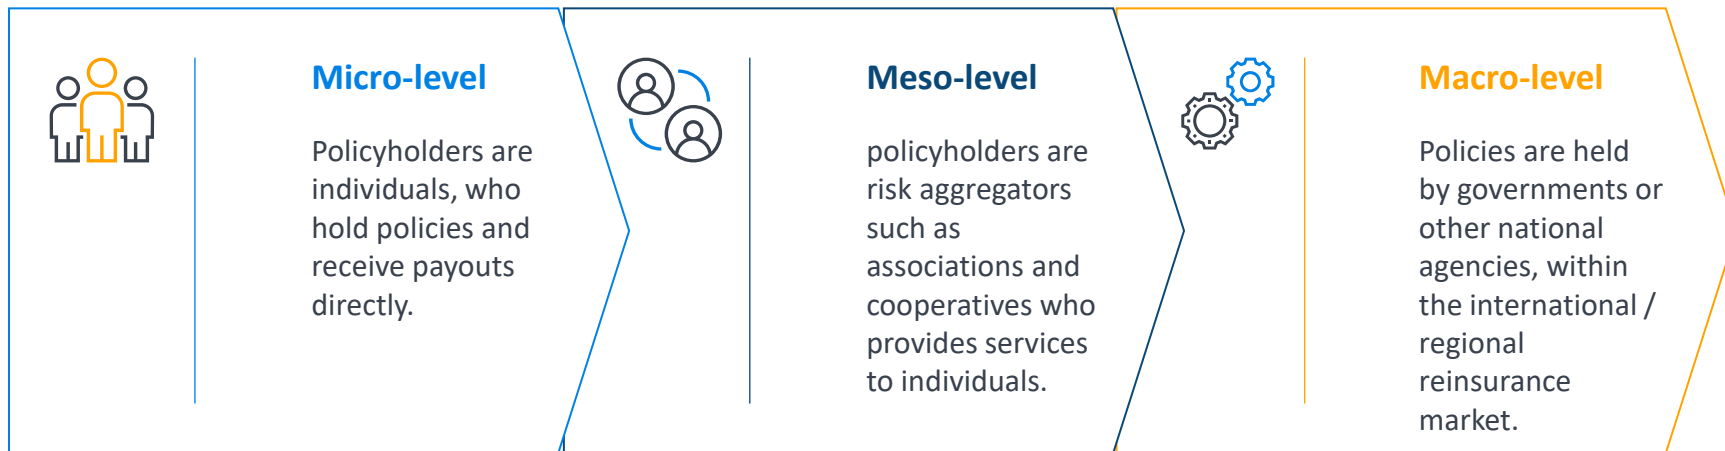 Micro-level
Policyholders are
individuals, who
hold policies and
receive payouts
directly.
Meso-level
policyholders are
risk aggregators
such as
associations and
cooperatives who
provides services
to individuals.
Macro-level
Policies are held
by governments or
other national
agencies, within
the international /
regional
reinsurance
market.